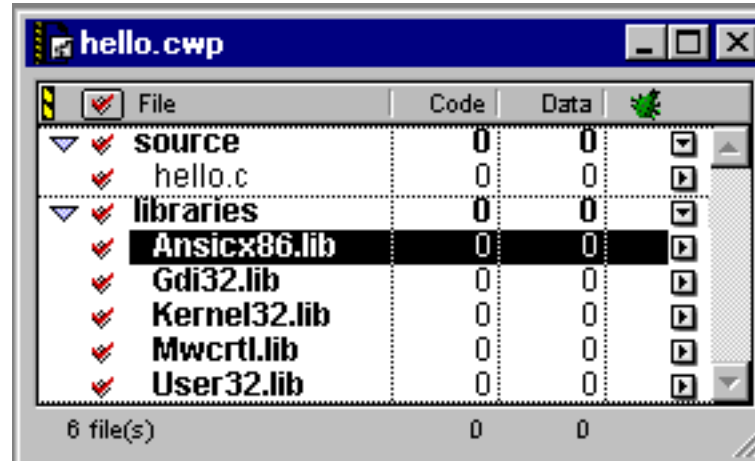 hello.cwp
File Code Data
source 0 0
hello.c 0 0
libraries 0 0
Ansicx86.lib 0 0
Gdi32.lib 0 0
Kernel32.lib 0 0
Mwcrtl.lib 0 0
User32.lib 0 0
6 file(s) 0 0